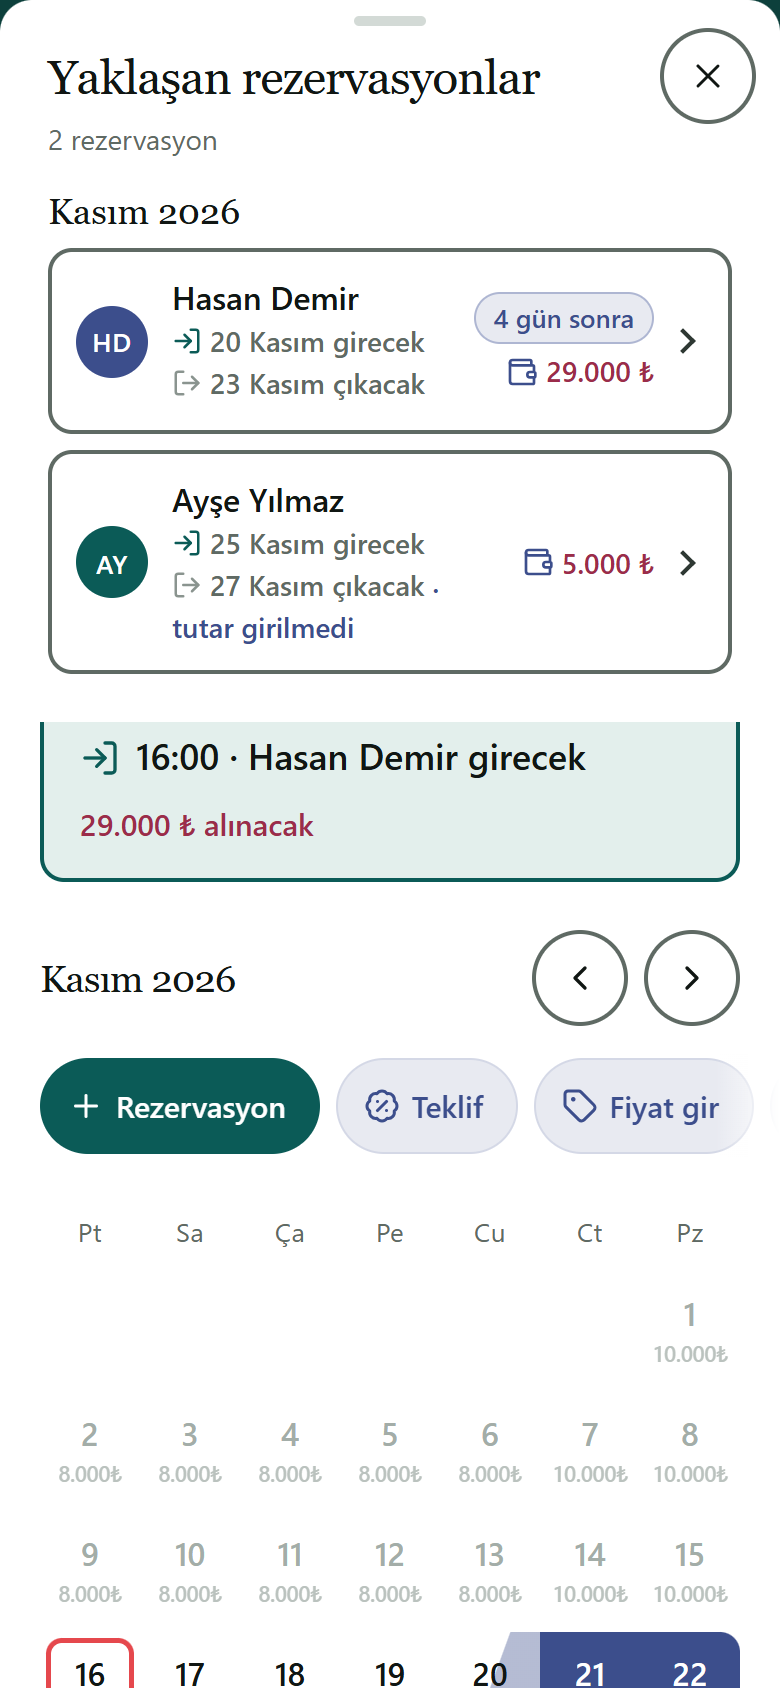 Yaklaşan rezervasyonlar
2 rezervasyon
Kasım 2026
HD
Hasan Demir
20 Kasım girecek
23 Kasım çıkacak
4 gün sonra
29.000 ₺
AY
Ayşe Yılmaz
25 Kasım girecek
27 Kasım çıkacak ·
tutar girilmedi
5.000 ₺
16:00 · Hasan Demir girecek
29.000 ₺ alınacak
Kasım 2026
+ Rezervasyon
Teklif
Fiyat gir
Pt Sa Ça Pe Cu Ct Pz
1
10.000₺
2 3 4 5 6 7 8
8.000₺ 8.000₺ 8.000₺ 8.000₺ 8.000₺ 10.000₺ 10.000₺
9 10 11 12 13 14 15
8.000₺ 8.000₺ 8.000₺ 8.000₺ 8.000₺ 10.000₺ 10.000₺
16 17 18 19 20 21 22